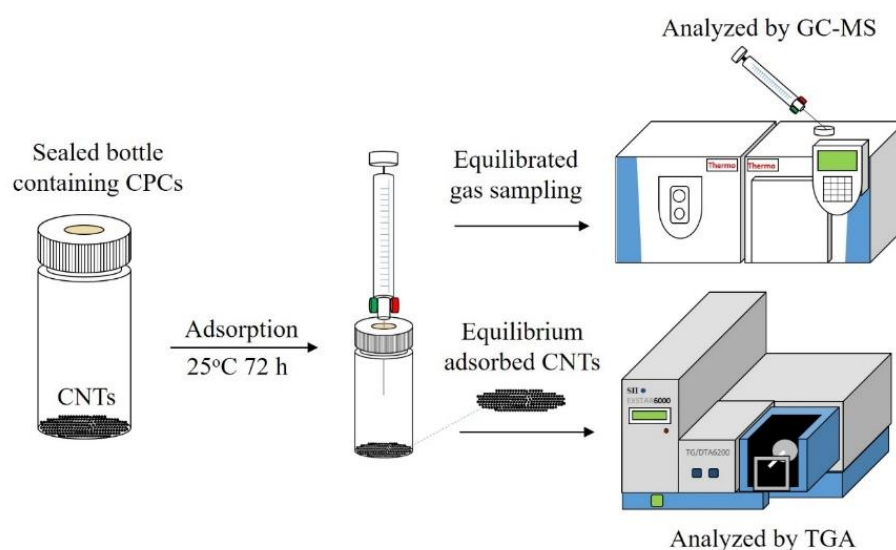 Analyzed by GC-MS
Sealed bottle
containing CPCs
Equilibrated
gas sampling
Thermo
Thermo
Adsorption
25°C 72 h
CNTs
Equilibrium
adsorbed CNTs
SII
EXSTAR6000
TG/DTA6200
Analyzed by TGA